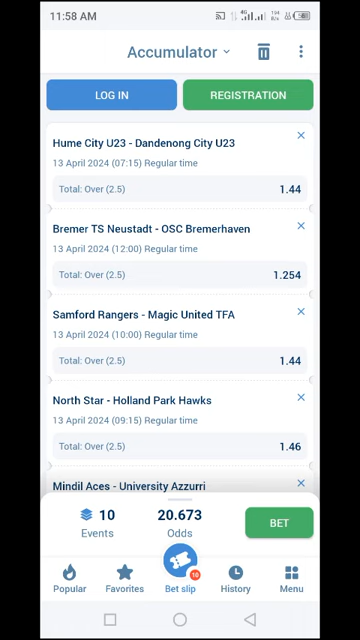 11:58 AM
4G
Accumulator
LOG IN
REGISTRATION
Hume City U23 - Dandenong City U23
13 April 2024 (07:15) Regular time
Total: Over (2.5) 1.44
Bremer TS Neustadt - OSC Bremerhaven
13 April 2024 (12:00) Regular time
Total: Over (2.5) 1.254
Samford Rangers - Magic United TFA
13 April 2024 (10:00) Regular time
Total: Over (2.5) 1.44
North Star - Holland Park Hawks
13 April 2024 (09:15) Regular time
Total: Over (2.5) 1.46
Mindil Aces - University Azzurri
10 20.673
Events Odds
BET
10
Popular Favorites Bet slip History Menu